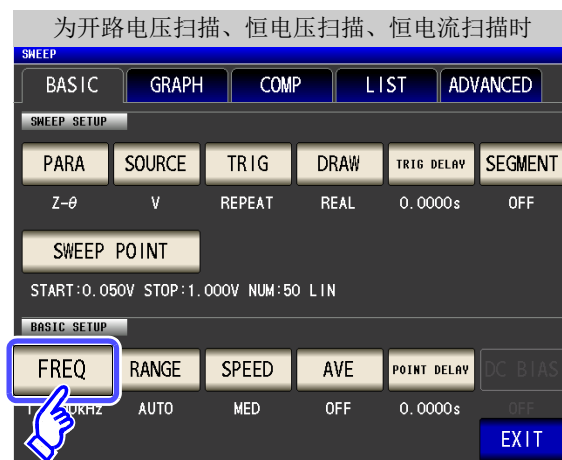 为开路电压扫描、恒电压扫描、恒电流扫描时
SWEEP
BASIC GRAPH COMP LIST ADVANCED
SWEEP SETUP
PARA SOURCE TRIG DRAW TRIG DELAY SEGMENT
Z-θ V REPEAT REAL 0.0000s OFF
SWEEP POINT
START:0.050V STOP:1.000V NUM:50 LIN
BASIC SETUP
FREQ RANGE SPEED AVE POINT DELAY DC BIAS
kHz AUTO MED OFF 0.0000s OFF
EXIT